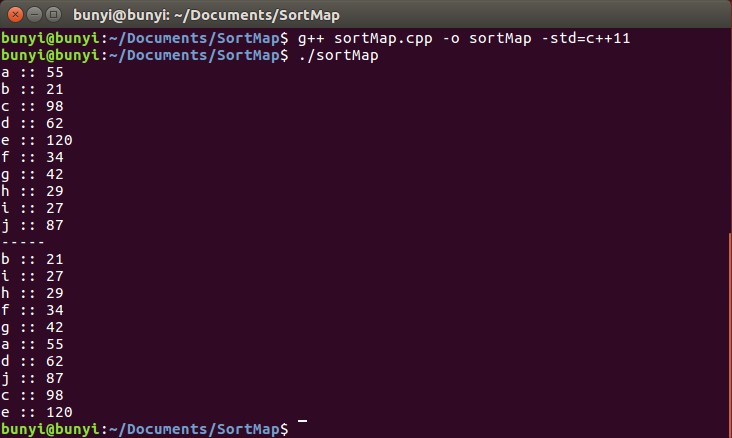 bunyi@bunyi: ~/Documents/SortMap
bunyi@bunyi:~/Documents/SortMap$ g++ sortMap.cpp -o sortMap -std=c++11
bunyi@bunyi:~/Documents/SortMap$ ./sortMap
a :: 55
b :: 21
c :: 98
d :: 62
e :: 120
f :: 34
g :: 42
h :: 29
i :: 27
j :: 87
-----
b :: 21
i :: 27
h :: 29
f :: 34
g :: 42
a :: 55
d :: 62
j :: 87
c :: 98
e :: 120
bunyi@bunyi:~/Documents/SortMap$